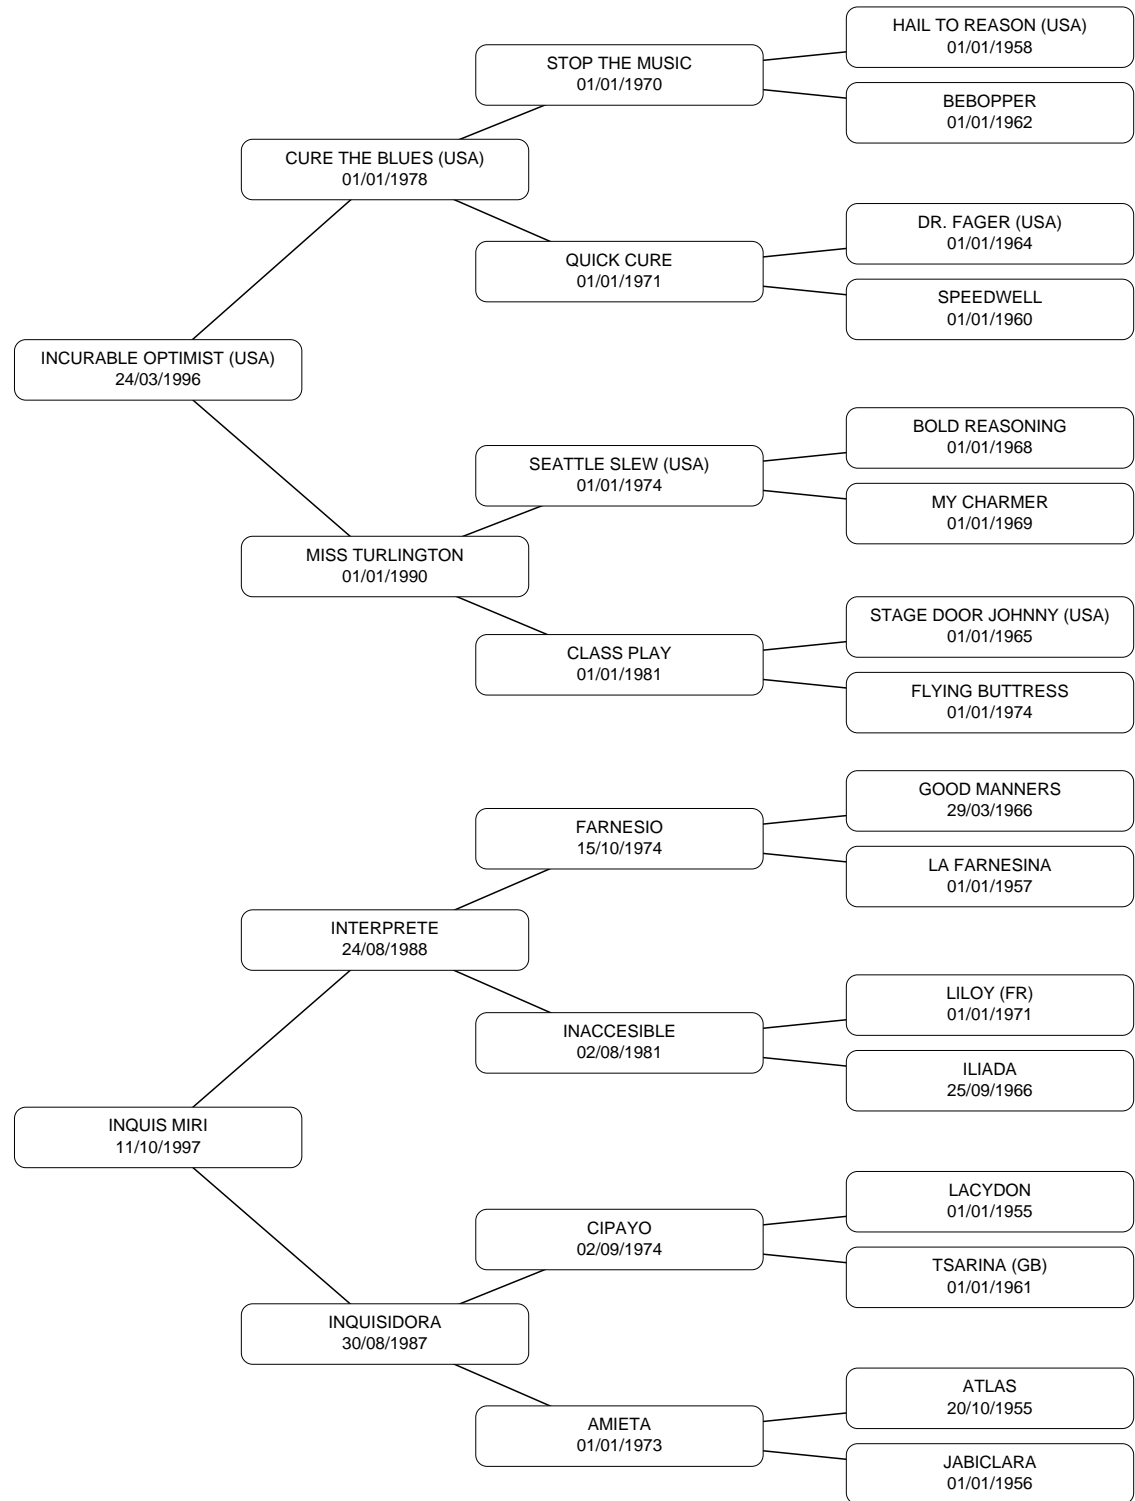 HAIL TO REASON (USA)
01/01/1958
STOP THE MUSIC
01/01/1970
BEBOPPER
01/01/1962
CURE THE BLUES (USA)
01/01/1978
DR. FAGER (USA)
01/01/1964
QUICK CURE
01/01/1971
SPEEDWELL
01/01/1960
INCURABLE OPTIMIST (USA)
24/03/1996
BOLD REASONING
01/01/1968
SEATTLE SLEW (USA)
01/01/1974
MY CHARMER
01/01/1969
MISS TURLINGTON
01/01/1990
STAGE DOOR JOHNNY (USA)
01/01/1965
CLASS PLAY
01/01/1981
FLYING BUTTRESS
01/01/1974
GOOD MANNERS
29/03/1966
FARNESIO
15/10/1974
LA FARNESINA
01/01/1957
INTERPRETE
24/08/1988
LILOY (FR)
01/01/1971
INACCESIBLE
02/08/1981
ILIADA
25/09/1966
INQUIS MIRI
11/10/1997
LACYDON
01/01/1955
CIPAYO
02/09/1974
TSARINA (GB)
01/01/1961
INQUISIDORA
30/08/1987
ATLAS
20/10/1955
AMIETA
01/01/1973
JABICLARA
01/01/1956